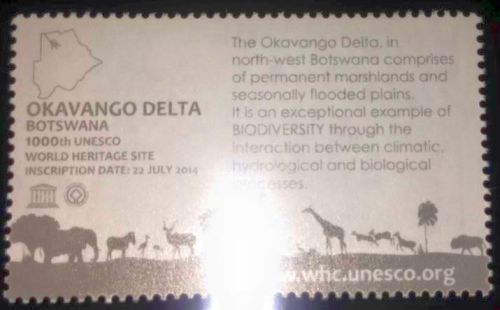 OKAVANGO DELTA
BOTSWANA
1000th UNESCO
WORLD HERITAGE SITE
INSCRIPTION DATE: 22 JULY 2014
The Okavango Delta, in
north-west Botswana comprises
of permanent morshlands and
seasonally flooded plains.
It is an exceptional example of
BIODIVERSITY through the
interaction between climatic,
hydrological and biological
processes.
www.whc.unesco.org